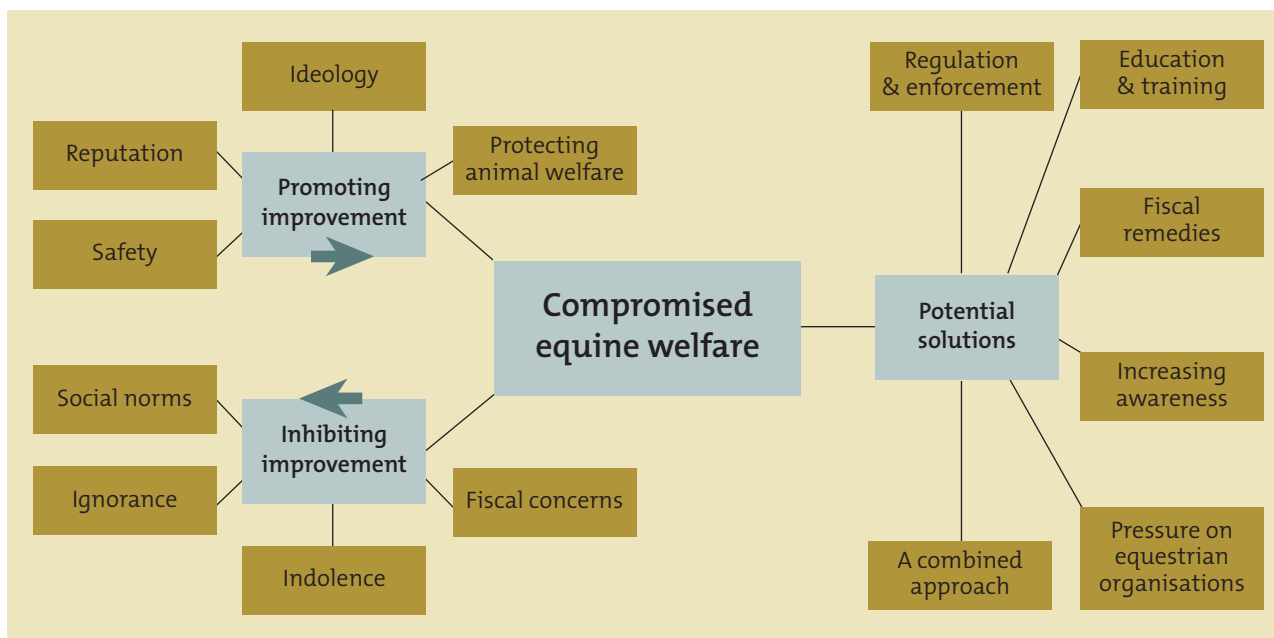 Ideology
Reputation
Protecting
animal welfare
Promoting
improvement
Safety
Compromised
equine welfare
Social norms
Inhibiting
improvement
Ignorance
Fiscal concerns
Indolence
Regulation
& enforcement
Education
& training
Fiscal
remedies
Potential
solutions
Increasing
awareness
Pressure on
equestrian
organisations
A combined
approach